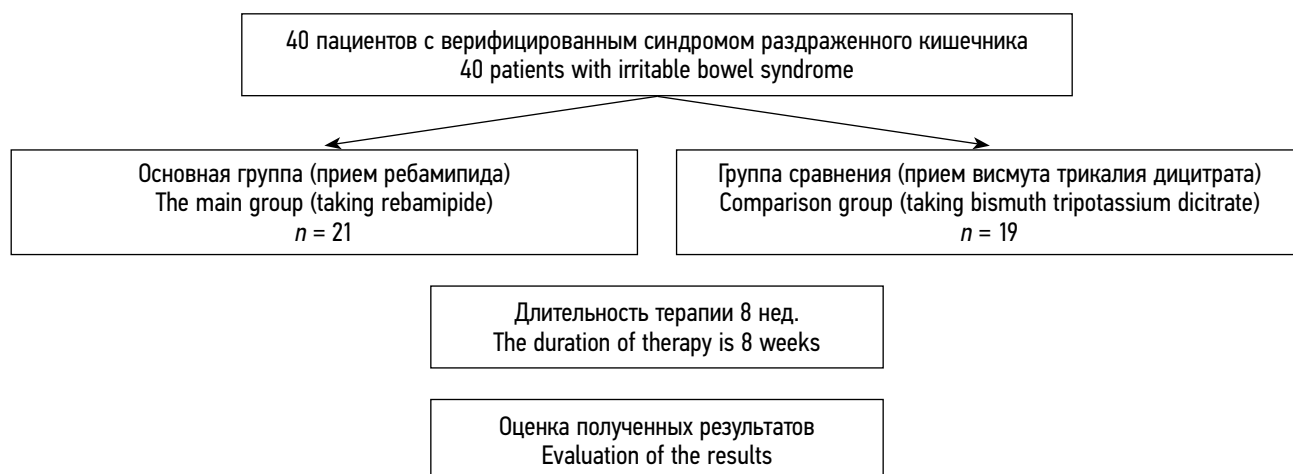 40 пациентов с верифицированным синдромом раздраженного кишечника
40 patients with irritable bowel syndrome
Основная группа (прием ребамипида)
The main group (taking rebamipide)
n = 21
Группа сравнения (прием висмута трикалия дицитрата)
Comparison group (taking bismuth tripotassium dicitrate)
n = 19
Длительность терапии 8 нед.
The duration of therapy is 8 weeks
Оценка полученных результатов
Evaluation of the results